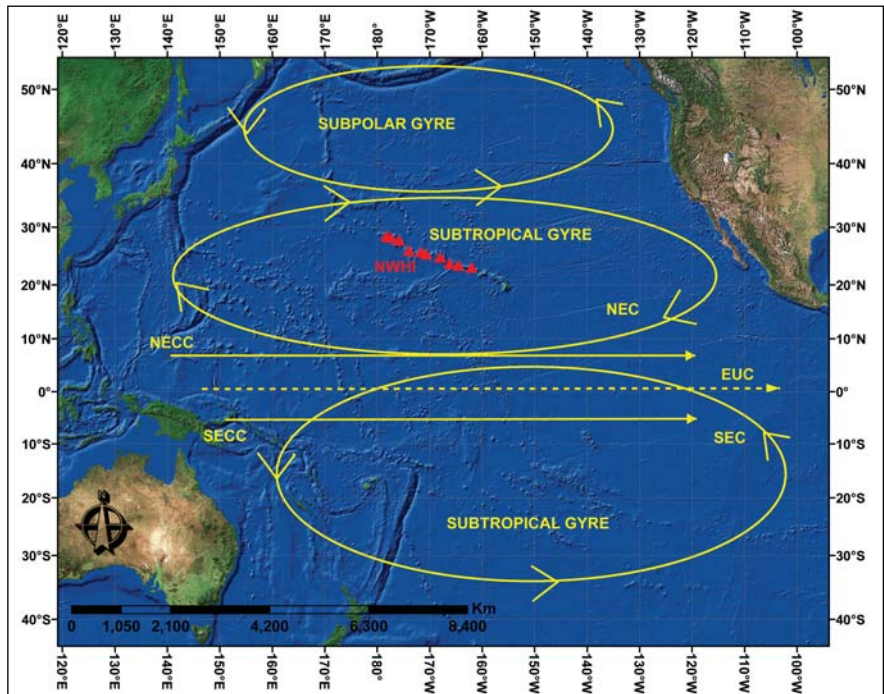 120°E 130°E 140°E 150°E 160°E 170°E 180° 170°W 160°W 150°W 140°W 130°W 120°W 110°W 100°W
50°N 50°N
SUBPOLAR GYRE
40°N 40°N
30°N 30°N
SUBTROPICAL GYRE
NWHI
20°N 20°N
NEC
10°N 10°N
NECC
EUC
0° 0°
SECC
SEC
10°S 10°S
20°S 20°S
SUBTROPICAL GYRE
30°S 30°S
Km
40°S 40°S
0 1,050 2,100 4,200 6,300 8,400
120°E 130°E 140°E 150°E 160°E 170°E 180° 170°W 160°W 150°W 140°W 130°W 120°W 110°W 100°W